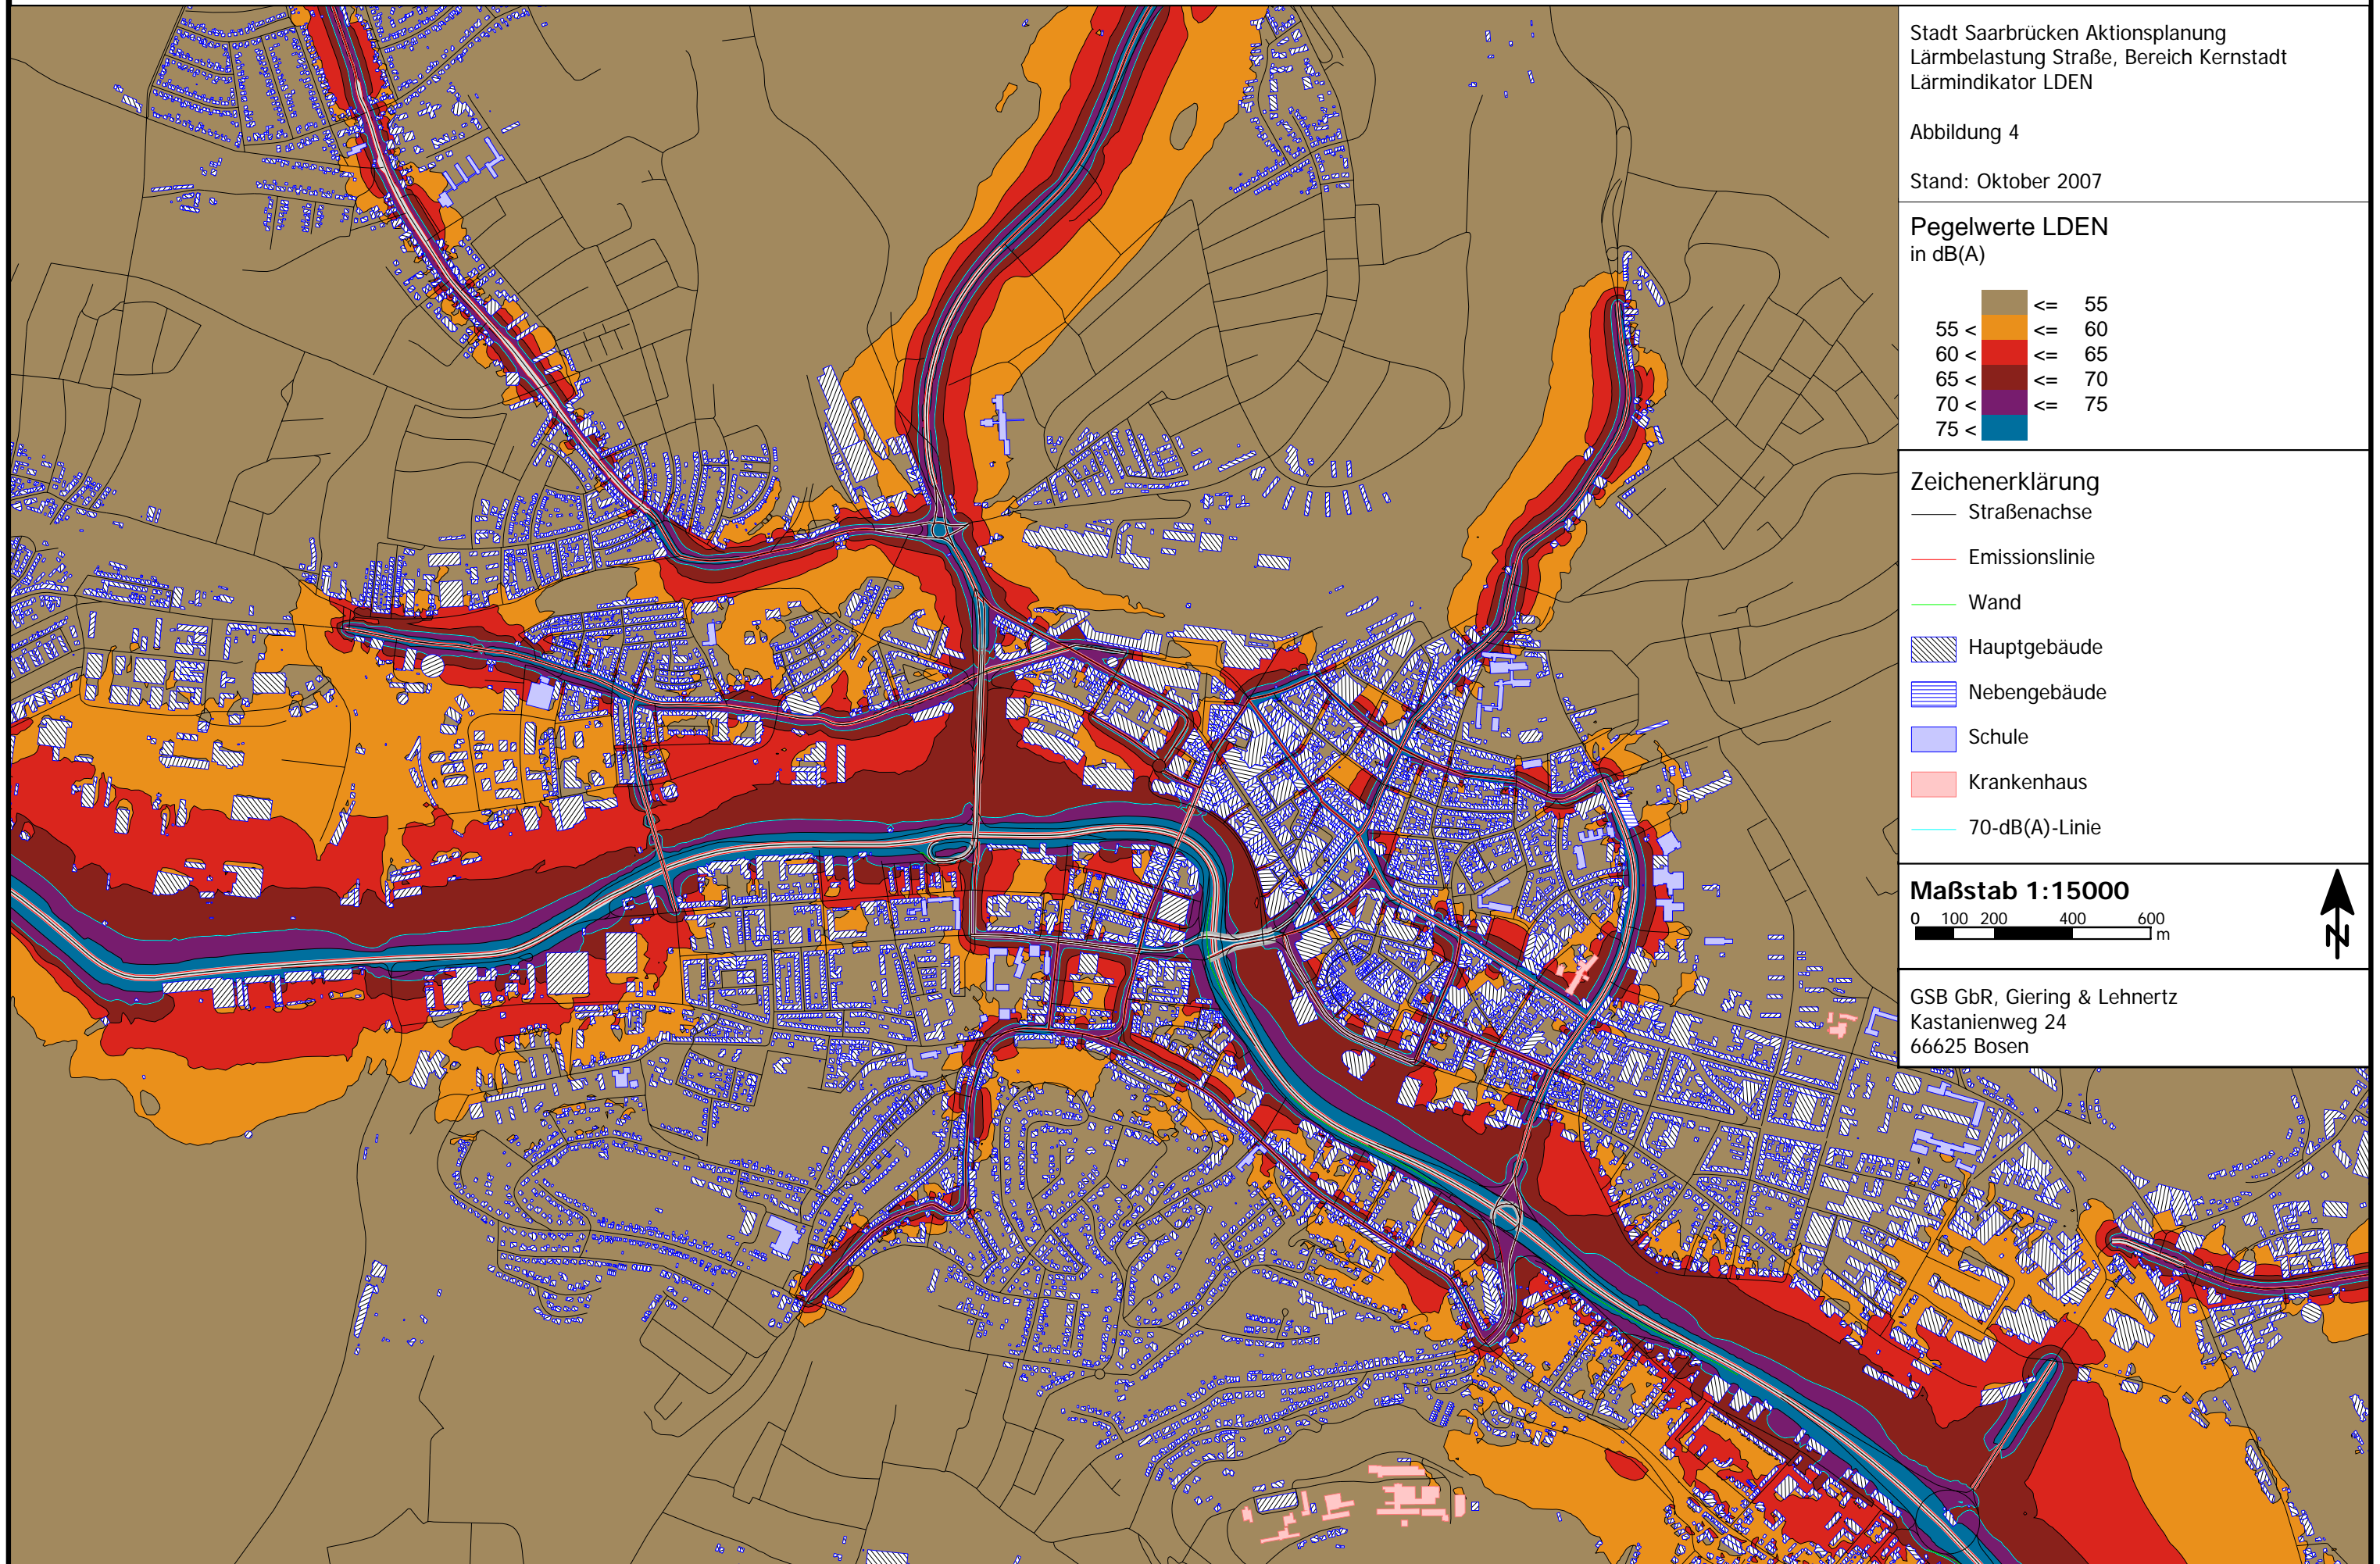 Stadt Saarbrücken Aktionsplanung
Lärmbelastung Straße, Bereich Kernstadt
Lärmindikator LDEN
Abbildung 4
Stand: Oktober 2007
Pegelwerte LDEN
in dB(A)
<= 55
55 < <= 60
60 < <= 65
65 < <= 70
70 < <= 75
75 <
Zeichenerklärung
Straßenachse
Emissionslinie
Wand
Hauptgebäude
Nebengebäude
Schule
Krankenhaus
70-dB(A)-Linie
Maßstab 1:15000
0 100 200 400 600
m
N
GSB GbR, Giering & Lehnertz
Kastanienweg 24
66625 Bosen